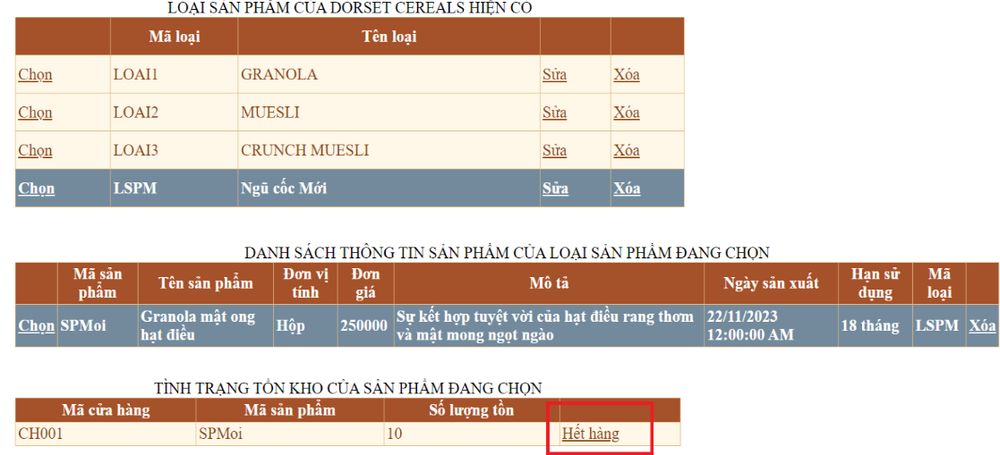 LOẠI SẢN PHẨM CỦA DORSET CEREALS HIỆN CÓ
Mã loại Tên loại
Chọn LOAI1 GRANOLA Sửa Xóa
Chọn LOAI2 MUESLI Sửa Xóa
Chọn LOAI3 CRUNCH MUESLI Sửa Xóa
Chọn LSPM Ngũ cốc Mới Sửa Xóa
DANH SÁCH THÔNG TIN SẢN PHẨM CỦA LOẠI SẢN PHẨM ĐANG CHỌN
Mã sản phẩm Tên sản phẩm Đơn vị tính Đơn giá Mô tả Ngày sản xuất Hạn sử dụng Mã loại
Chọn SPMoi Granola mật ong hạt điều Hộp 250000 Sự kết hợp tuyệt vời của hạt điều rang thơm và mật mong ngọt ngào 22/11/2023 12:00:00 AM 18 tháng LSPM Xóa
TÌNH TRẠNG TỒN KHO CỦA SẢN PHẨM ĐANG CHỌN
Mã cửa hàng Mã sản phẩm Số lượng tồn
CH001 SPMoi 10 Hết hàng